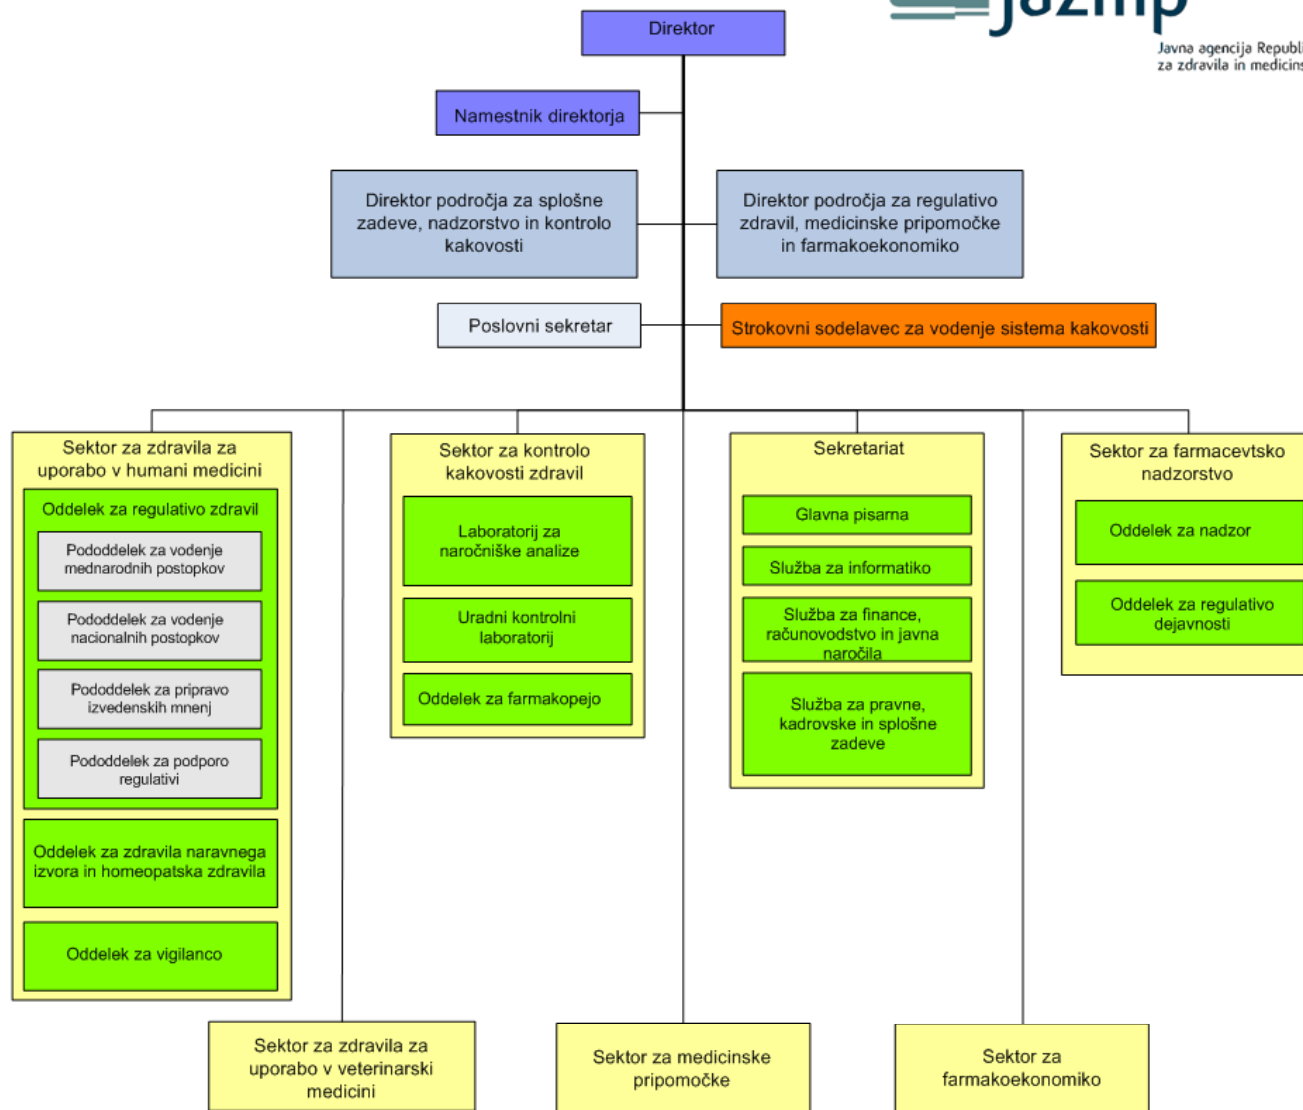 Direktor
jazmp
Javna agencija
za zdravila in
Namestnik direktorja
Direktor področja za splošne
zadeve, nadzorstvo in kontrolo
kakovosti
Direktor področja za regulativo
zdravil, medicinske pripomočke
in farmakoekonomiko
Poslovni sekretar
Strokovni sodelavec za vodenje sistema kakovosti
Sektor za zdravila za
uporabo v humani medicini
Oddelek za regulativo zdravil
Pododdelek za vodenje
mednarodnih postopkov
Pododdelek za vodenje
nacionalnih postopkov
Pododdelek za pripravo
izvedenskih mnenj
Pododdelek za podporo
regulativi
Oddelek za zdravila naravnega
izvora in homeopatska zdravila
Oddelek za vigilanco
Sektor za kontrolo
kakovosti zdravil
Laboratorij za
naročniške analize
Uradni kontrolni
laboratorij
Oddelek za farmakopejo
Sekretariat
Glavna pisarna
Služba za informatiko
Služba za finance,
računovodstvo in javna
naročila
Služba za pravne,
kadrovske in splošne
zadeve
Sektor za farmacevtsko
nadzorstvo
Oddelek za nadzor
Oddelek za regulativo
dejavnosti
Sektor za zdravila za
uporabo v veterinarski
medicini
Sektor za medicinske
pripomočke
Sektor za
farmakoekonomiko